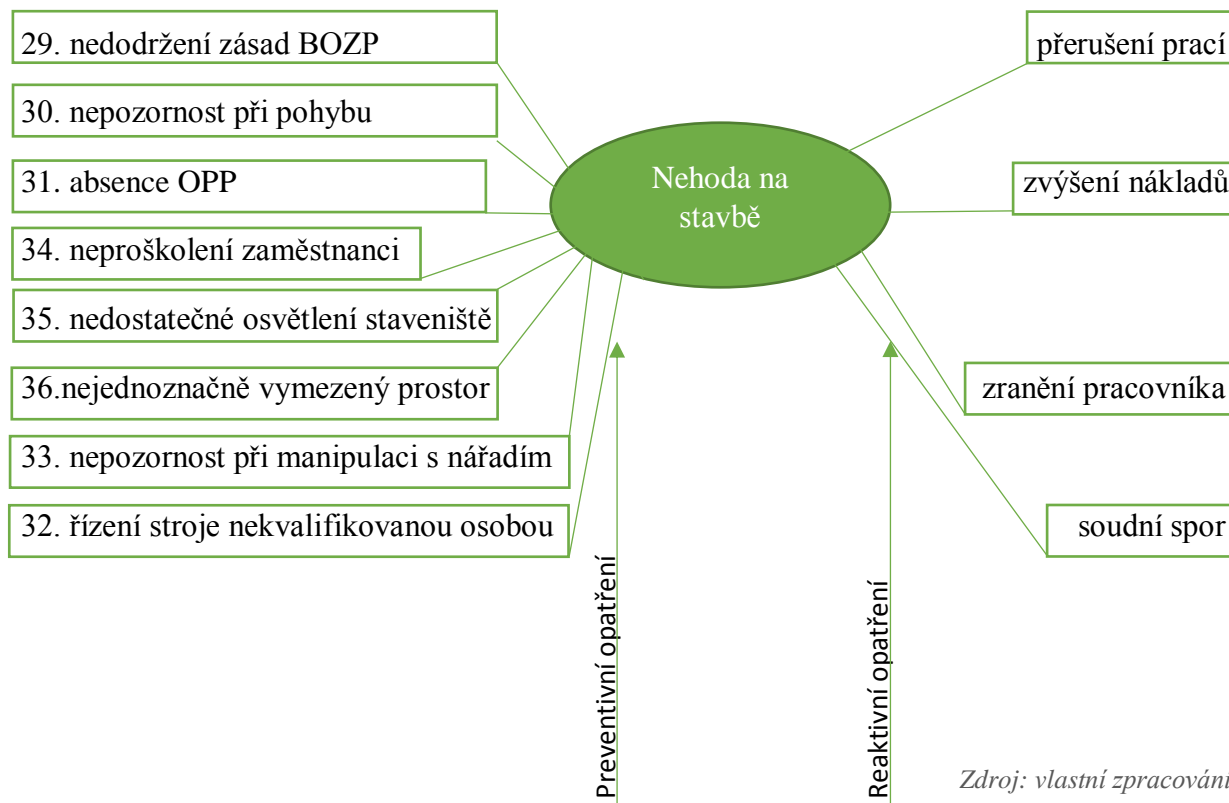 29. nedodržení zásad BOZP
30. nepozornost při pohybu
31. absence OPP
34. neproškolení zaměstnanci
35. nedostatečné osvětlení staveniště
36.nejednoznačně vymezený prostor
33. nepozornost při manipulaci s nářadím
32. řízení stroje nekvalifikovanou osobou
Nehoda na
stavbě
přerušení prací
zvýšení nákladů
zranění pracovníka
soudní spor
Preventivní opatření
Reaktivní opatření
Zdroj: vlastní zpracování